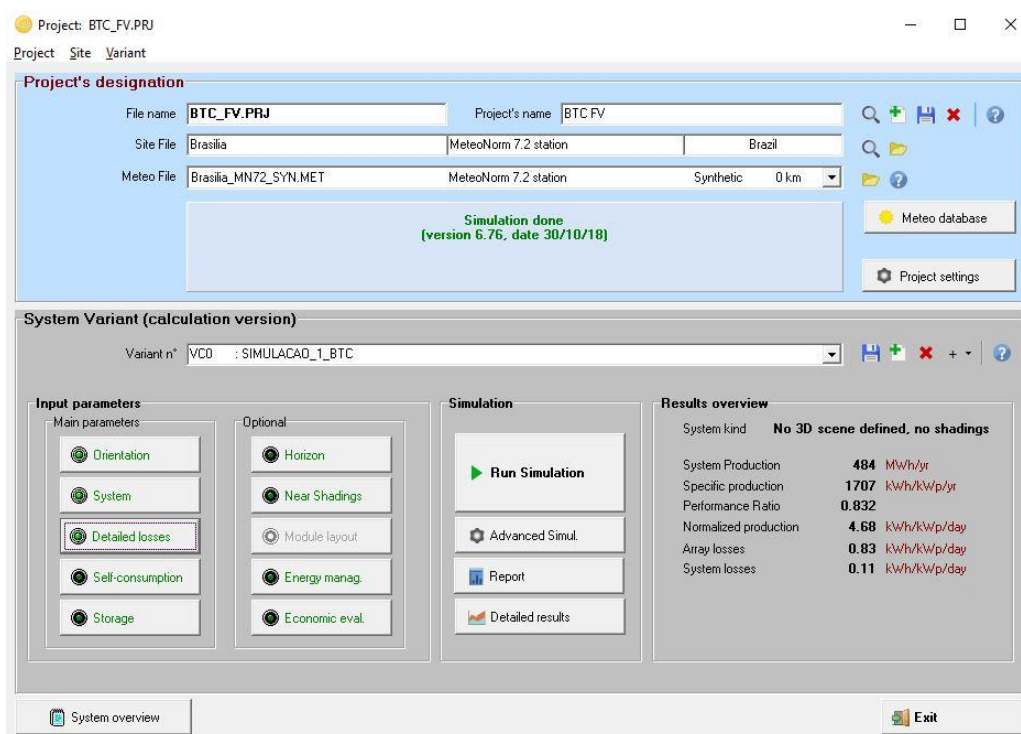 Project: BTC_FV.PRJ
Project Site Variant
Project's designation
File name BTC_FV.PRJ Project's name BTC FV
Site File Brasilia MeteoNorm 7.2 station Brazil
Meteo File Brasilia_MN72_SYN.MET MeteoNorm 7.2 station Synthetic 0 km
Simulation done
(version 6.76, date 30/10/18)
Meteo database
Project settings
System Variant (calculation version)
Variant n° VC0 : SIMULACAO_1_BTC
Input parameters
Main parameters
Orientation
System
Detailed losses
Self-consumption
Storage
Optional
Horizon
Near Shadings
Module layout
Energy manag.
Economic eval.
Simulation
Run Simulation
Advanced Simul.
Report
Detailed results
Results overview
System kind No 3D scene defined, no shadings
System Production 484 MWh/yr
Specific production 1707 kWh/kWp/yr
Performance Ratio 0.832
Normalized production 4.68 kWh/kWp/day
Array losses 0.83 kWh/kWp/day
System losses 0.11 kWh/kWp/day
System overview
Exit